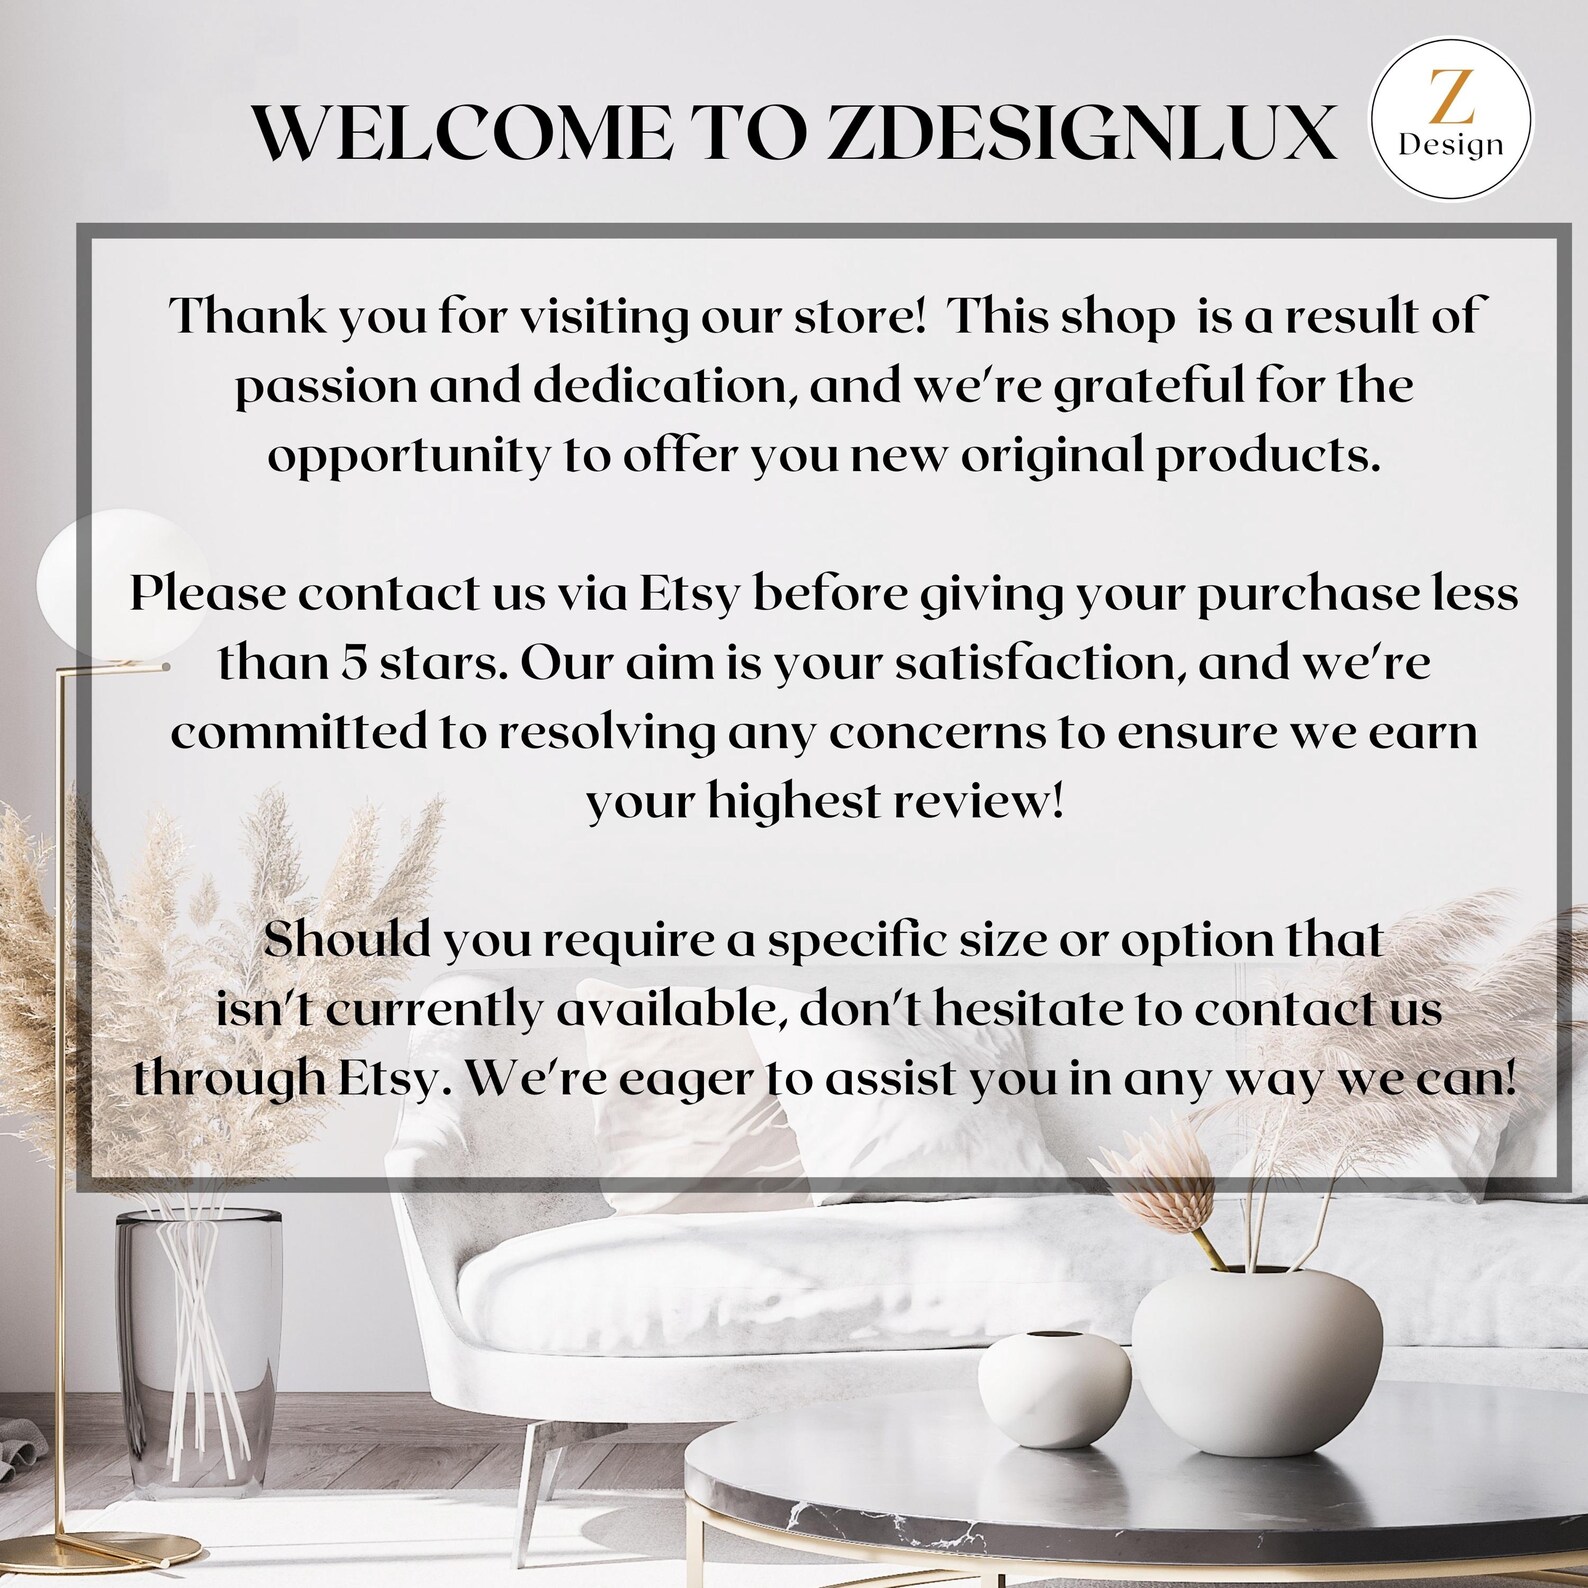 WELCOME TO ZDESIGNLUX
Z
Design
Thank you for visiting our store! This shop is a result of
passion and dedication, and we're grateful for the
opportunity to offer you new original products.
Please contact us via Etsy before giving your purchase less
than 5 stars. Our aim is your satisfaction, and we're
committed to resolving any concerns to ensure we earn
your highest review!
Should you require a specific size or option that
isn't currently available, don't hesitate to contact us
through Etsy. We're eager to assist you in any way we can!